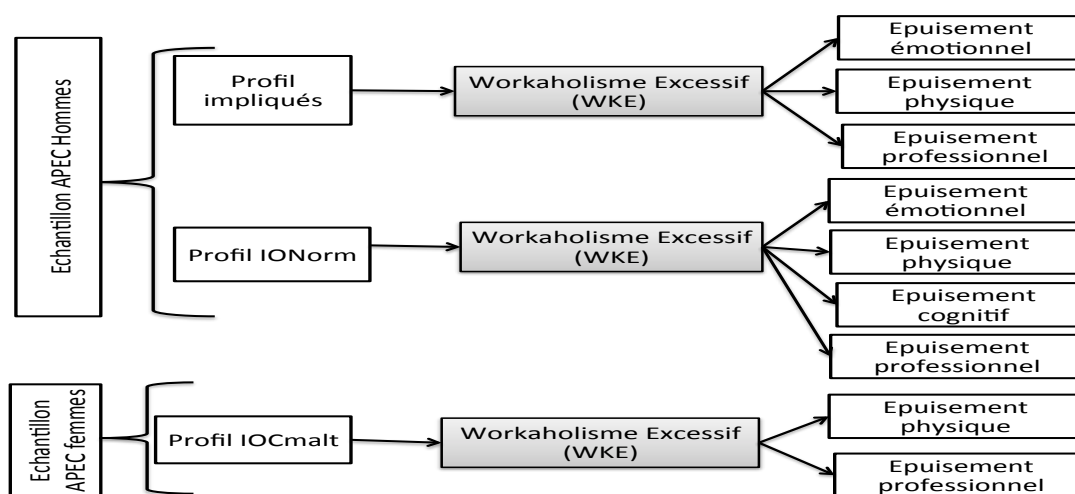 Echantillon APEC Hommes
Profil
impliqués
Workaholisme Excessif
(WKE)
Epuisement
émotionnel
Epuisement
physique
Epuisement
professionnel
Profil IONorm
Workaholisme Excessif
(WKE)
Epuisement
émotionnel
Epuisement
physique
Epuisement
cognitif
Epuisement
professionnel
Echantillon
APEC femmes
Profil IOCmalt
Workaholisme Excessif
(WKE)
Epuisement
physique
Epuisement
professionnel